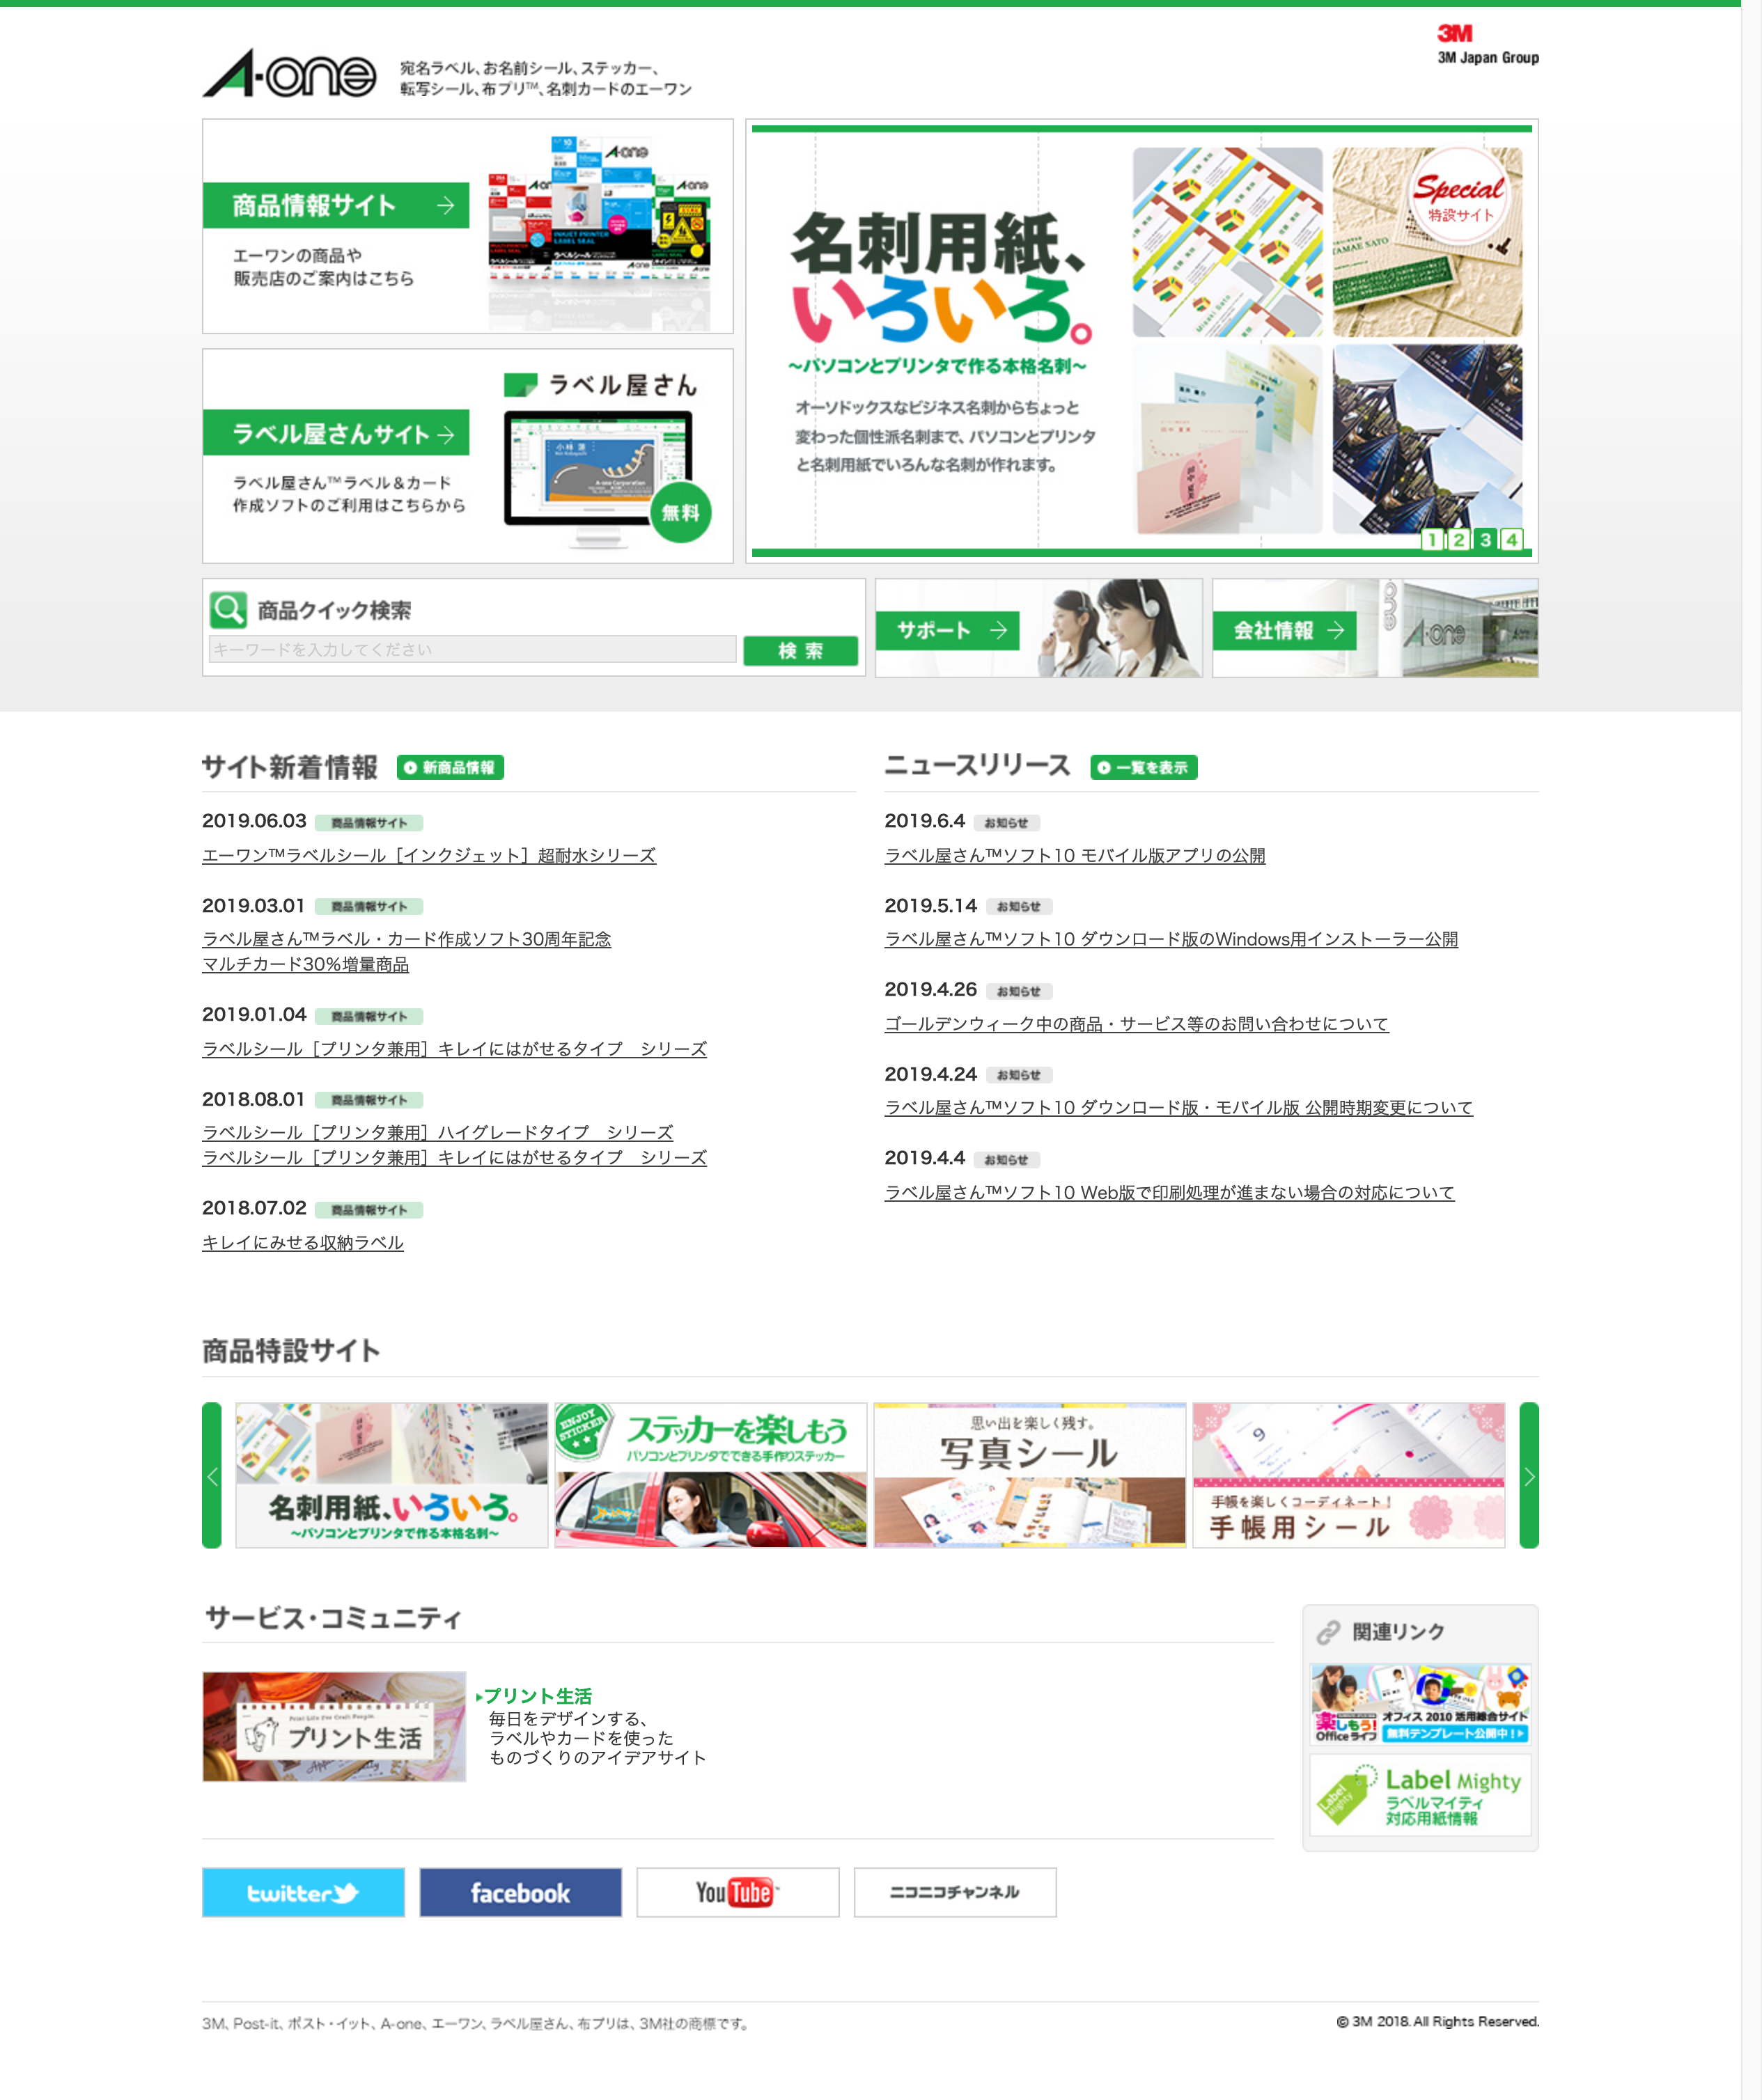 A-one
宛名ラベル、お名前シール、ステッカー、
転写シール、布プリ™、名刺カードのエーワン
3M
3M Japan Group
商品情報サイト
エーワンの商品や
販売店のご案内はこちら
ラベル屋さん
ラベル屋さんサイト
ラベル屋さん™ラベル＆カード
作成ソフトのご利用はこちらから
無料
名刺用紙、
いろいろ。
～パソコンとプリンタで作る本格名刺～
オーソドックスなビジネス名刺からちょっと
変わった個性派名刺まで、パソコンとプリンタ
と名刺用紙でいろんな名刺が作れます。
Special
特設サイト
1 2 3 4
商品クイック検索
キーワードを入力してください
検 索
サポート
会社情報
サイト新着情報
新商品情報
2019.06.03 商品情報サイト
エーワン™ラベルシール［インクジェット］超耐水シリーズ
2019.03.01 商品情報サイト
ラベル屋さん™ラベル・カード作成ソフト30周年記念
マルチカード30％増量商品
2019.01.04 商品情報サイト
ラベルシール［プリンタ兼用］キレイにはがせるタイプ　シリーズ
2018.08.01 商品情報サイト
ラベルシール［プリンタ兼用］ハイグレードタイプ　シリーズ
ラベルシール［プリンタ兼用］キレイにはがせるタイプ　シリーズ
2018.07.02 商品情報サイト
キレイにみせる収納ラベル
ニュースリリース
一覧を表示
2019.6.4 お知らせ
ラベル屋さん™ソフト10 モバイル版アプリの公開
2019.5.14 お知らせ
ラベル屋さん™ソフト10 ダウンロード版のWindows用インストーラー公開
2019.4.26 お知らせ
ゴールデンウィーク中の商品・サービス等のお問い合わせについて
2019.4.24 お知らせ
ラベル屋さん™ソフト10 ダウンロード版・モバイル版 公開時期変更について
2019.4.4 お知らせ
ラベル屋さん™ソフト10 Web版で印刷処理が進まない場合の対応について
商品特設サイト
名刺用紙、いろいろ。
～パソコンとプリンタで作る本格名刺～
ENJOY STICKER
ステッカーを楽しもう
パソコンとプリンタでできる手作りステッカー
思い出を楽しく残す。
写真シール
手帳を楽しくコーディネート！
手帳用シール
サービス・コミュニティ
プリント生活
プリント生活
毎日をデザインする、
ラベルやカードを使った
ものづくりのアイデアサイト
関連リンク
楽しもう！
Officeライフ
オフィス 2010 活用総合サイト
無料テンプレート公開中！
Label Mighty
Label Mighty
ラベルマイティ
対応用紙情報
twitter
facebook
YouTube
ニコニコチャンネル
3M、Post-it、ポスト・イット、A-one、エーワン、ラベル屋さん、布プリは、3M社の商標です。
© 3M 2018. All Rights Reserved.